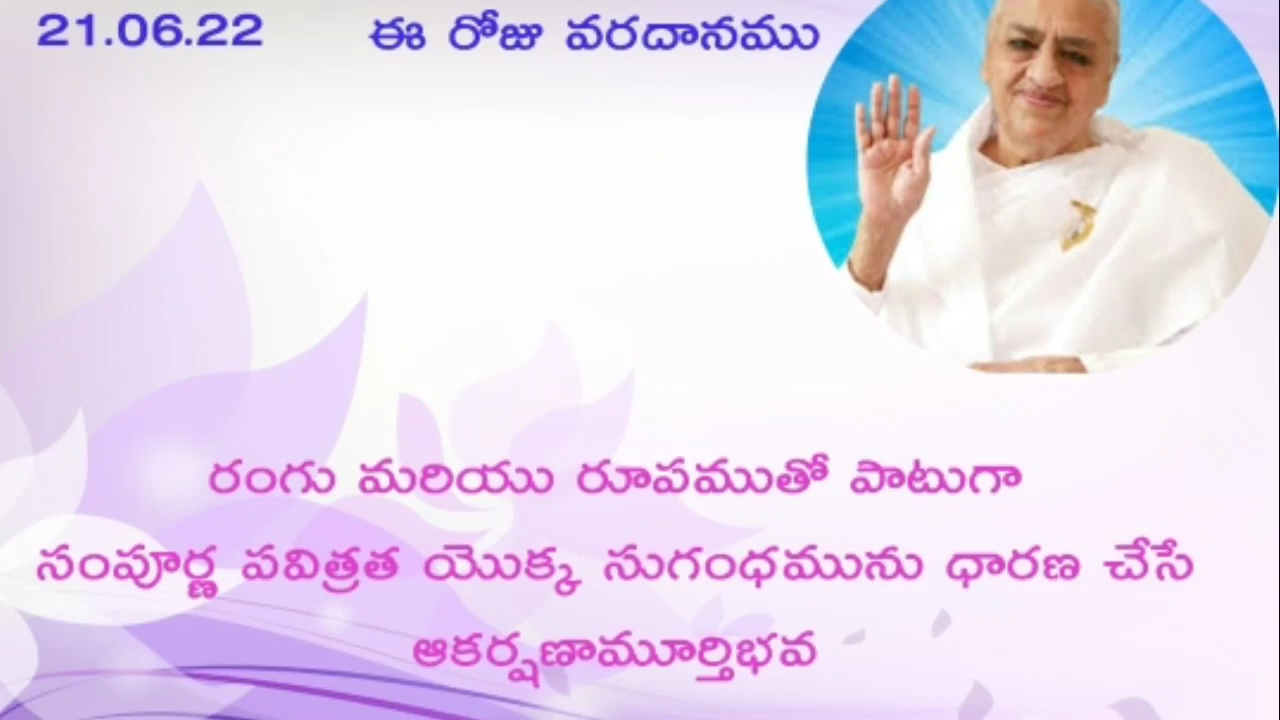 21.06.22 ఈ రోజు వరదానము
రంగు మరియు రూపముతో పాటుగా
సంపూర్ణ పవిత్రత యొక్క సుగంధమును ధారణ చేసే
ఆకర్షణామూర్తిభవ